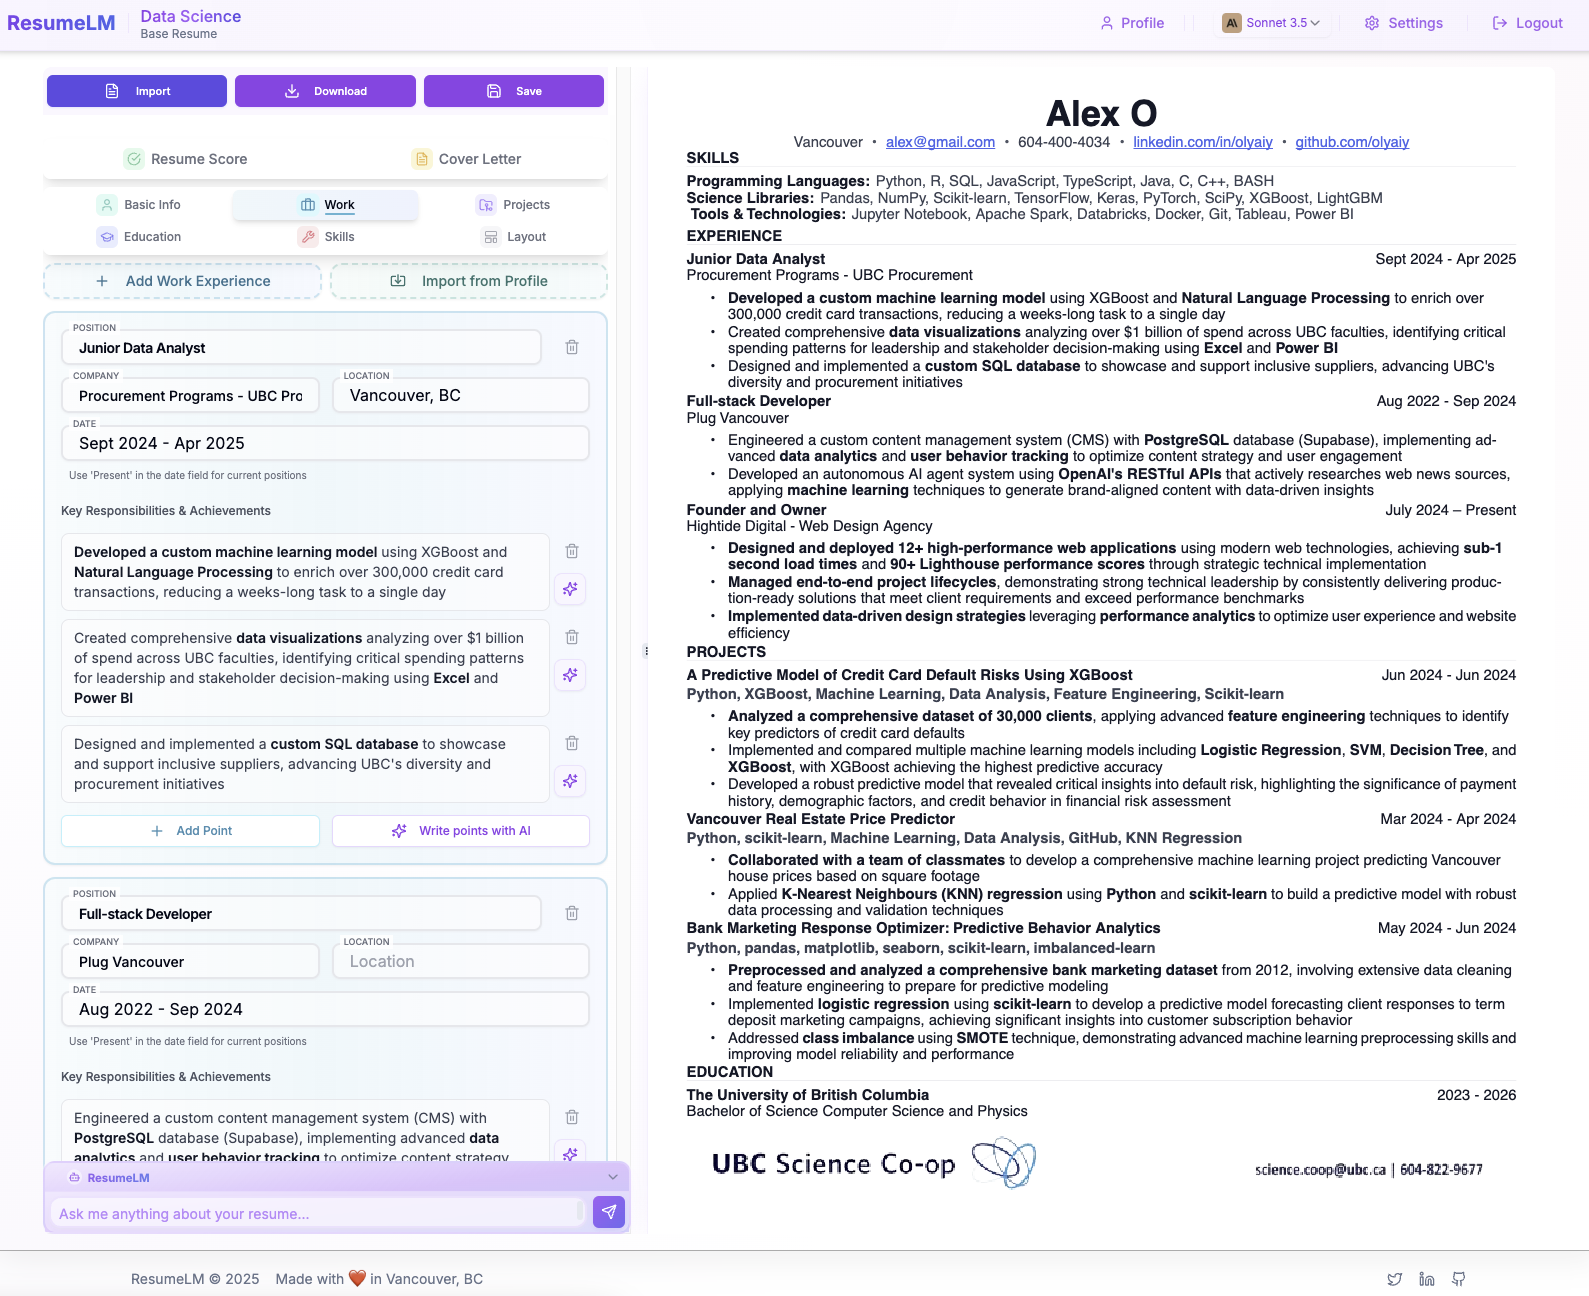 ResumeLM
Data Science
Base Resume
Profile
Sonnet 3.5
Settings
Logout
Import
Download
Save
Resume Score
Cover Letter
Basic Info
Work
Projects
Education
Skills
Layout
Add Work Experience
Import from Profile
POSITION
Junior Data Analyst
COMPANY
Procurement Programs - UBC Pro
LOCATION
Vancouver, BC
DATE
Sept 2024 - Apr 2025
Use 'Present' in the date field for current positions
Key Responsibilities & Achievements
Developed a custom machine learning model using XGBoost and
Natural Language Processing to enrich over 300,000 credit card
transactions, reducing a weeks-long task to a single day
Created comprehensive data visualizations analyzing over $1 billion
of spend across UBC faculties, identifying critical spending patterns
for leadership and stakeholder decision-making using Excel and
Power BI
Designed and implemented a custom SQL database to showcase
and support inclusive suppliers, advancing UBC's diversity and
procurement initiatives
Add Point
Write points with AI
POSITION
Full-stack Developer
COMPANY
Plug Vancouver
LOCATION
Location
DATE
Aug 2022 - Sep 2024
Use 'Present' in the date field for current positions
Key Responsibilities & Achievements
Engineered a custom content management system (CMS) with
PostgreSQL database (Supabase), implementing advanced data
analytics and user behavior tracking to optimize content strategy
ResumeLM
Ask me anything about your resume...
Alex O
Vancouver • alex@gmail.com • 604-400-4034 • linkedin.com/in/olyaiy • github.com/olyaiy
SKILLS
Programming Languages: Python, R, SQL, JavaScript, TypeScript, Java, C, C++, BASH
Science Libraries: Pandas, NumPy, Scikit-learn, TensorFlow, Keras, PyTorch, SciPy, XGBoost, LightGBM
Tools & Technologies: Jupyter Notebook, Apache Spark, Databricks, Docker, Git, Tableau, Power BI
EXPERIENCE
Junior Data Analyst Sept 2024 - Apr 2025
Procurement Programs - UBC Procurement
• Developed a custom machine learning model using XGBoost and Natural Language Processing to enrich over
300,000 credit card transactions, reducing a weeks-long task to a single day
• Created comprehensive data visualizations analyzing over $1 billion of spend across UBC faculties, identifying critical
spending patterns for leadership and stakeholder decision-making using Excel and Power BI
• Designed and implemented a custom SQL database to showcase and support inclusive suppliers, advancing UBC's
diversity and procurement initiatives
Full-stack Developer Aug 2022 - Sep 2024
Plug Vancouver
• Engineered a custom content management system (CMS) with PostgreSQL database (Supabase), implementing ad-
vanced data analytics and user behavior tracking to optimize content strategy and user engagement
• Developed an autonomous AI agent system using OpenAI's RESTful APIs that actively researches web news sources,
applying machine learning techniques to generate brand-aligned content with data-driven insights
Founder and Owner July 2024 – Present
Hightide Digital - Web Design Agency
• Designed and deployed 12+ high-performance web applications using modern web technologies, achieving sub-1
second load times and 90+ Lighthouse performance scores through strategic technical implementation
• Managed end-to-end project lifecycles, demonstrating strong technical leadership by consistently delivering produc-
tion-ready solutions that meet client requirements and exceed performance benchmarks
• Implemented data-driven design strategies leveraging performance analytics to optimize user experience and website
efficiency
PROJECTS
A Predictive Model of Credit Card Default Risks Using XGBoost Jun 2024 - Jun 2024
Python, XGBoost, Machine Learning, Data Analysis, Feature Engineering, Scikit-learn
• Analyzed a comprehensive dataset of 30,000 clients, applying advanced feature engineering techniques to identify
key predictors of credit card defaults
• Implemented and compared multiple machine learning models including Logistic Regression, SVM, Decision Tree, and
XGBoost, with XGBoost achieving the highest predictive accuracy
• Developed a robust predictive model that revealed critical insights into default risk, highlighting the significance of payment
history, demographic factors, and credit behavior in financial risk assessment
Vancouver Real Estate Price Predictor Mar 2024 - Apr 2024
Python, scikit-learn, Machine Learning, Data Analysis, GitHub, KNN Regression
• Collaborated with a team of classmates to develop a comprehensive machine learning project predicting Vancouver
house prices based on square footage
• Applied K-Nearest Neighbours (KNN) regression using Python and scikit-learn to build a predictive model with robust
data processing and validation techniques
Bank Marketing Response Optimizer: Predictive Behavior Analytics May 2024 - Jun 2024
Python, pandas, matplotlib, seaborn, scikit-learn, imbalanced-learn
• Preprocessed and analyzed a comprehensive bank marketing dataset from 2012, involving extensive data cleaning
and feature engineering to prepare for predictive modeling
• Implemented logistic regression using scikit-learn to develop a predictive model forecasting client responses to term
deposit marketing campaigns, achieving significant insights into customer subscription behavior
• Addressed class imbalance using SMOTE technique, demonstrating advanced machine learning preprocessing skills and
improving model reliability and performance
EDUCATION
The University of British Columbia 2023 - 2026
Bachelor of Science Computer Science and Physics
UBC Science Co-op
science.coop@ubc.ca | 604-822-9677
ResumeLM © 2025 Made with ❤️ in Vancouver, BC